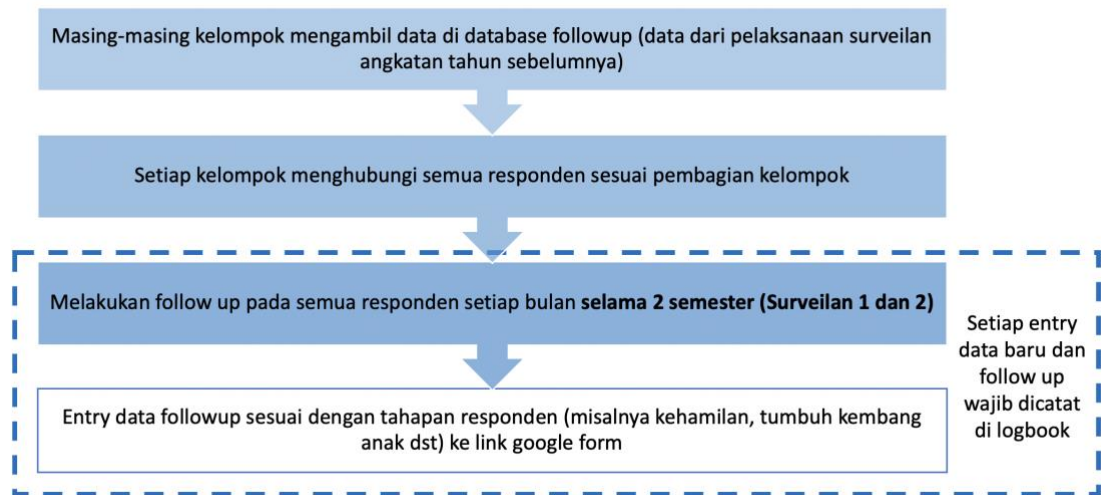 Masing-masing kelompok mengambil data di database followup (data dari pelaksanaan surveilan
angkatan tahun sebelumnya)
Setiap kelompok menghubungi semua responden sesuai pembagian kelompok
Melakukan follow up pada semua responden setiap bulan selama 2 semester (Surveilan 1 dan 2)
Entry data followup sesuai dengan tahapan responden (misalnya kehamilan, tumbuh kembang
anak dst) ke link google form
Setiap entry
data baru dan
follow up
wajib dicatat
di logbook